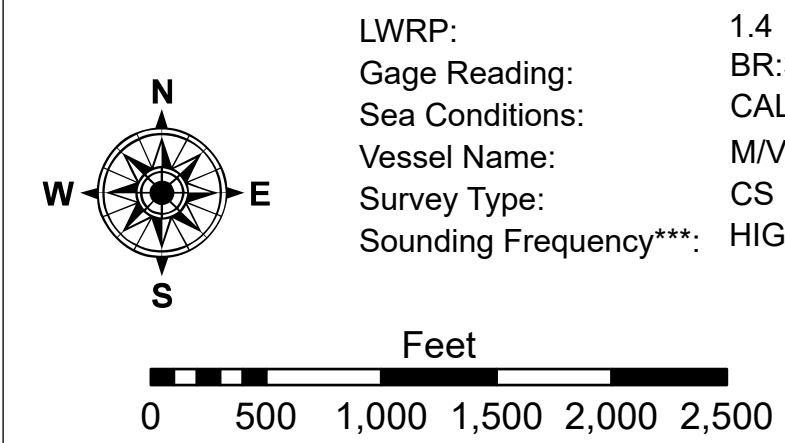 LWRP: 1.4
Gage Reading: BR:
Sea Conditions:
Vessel Name: M/V
Survey Type: CS
Sounding Frequency***:
N
W E
S
Feet
0 500 1,000 1,500 2,000 2,500